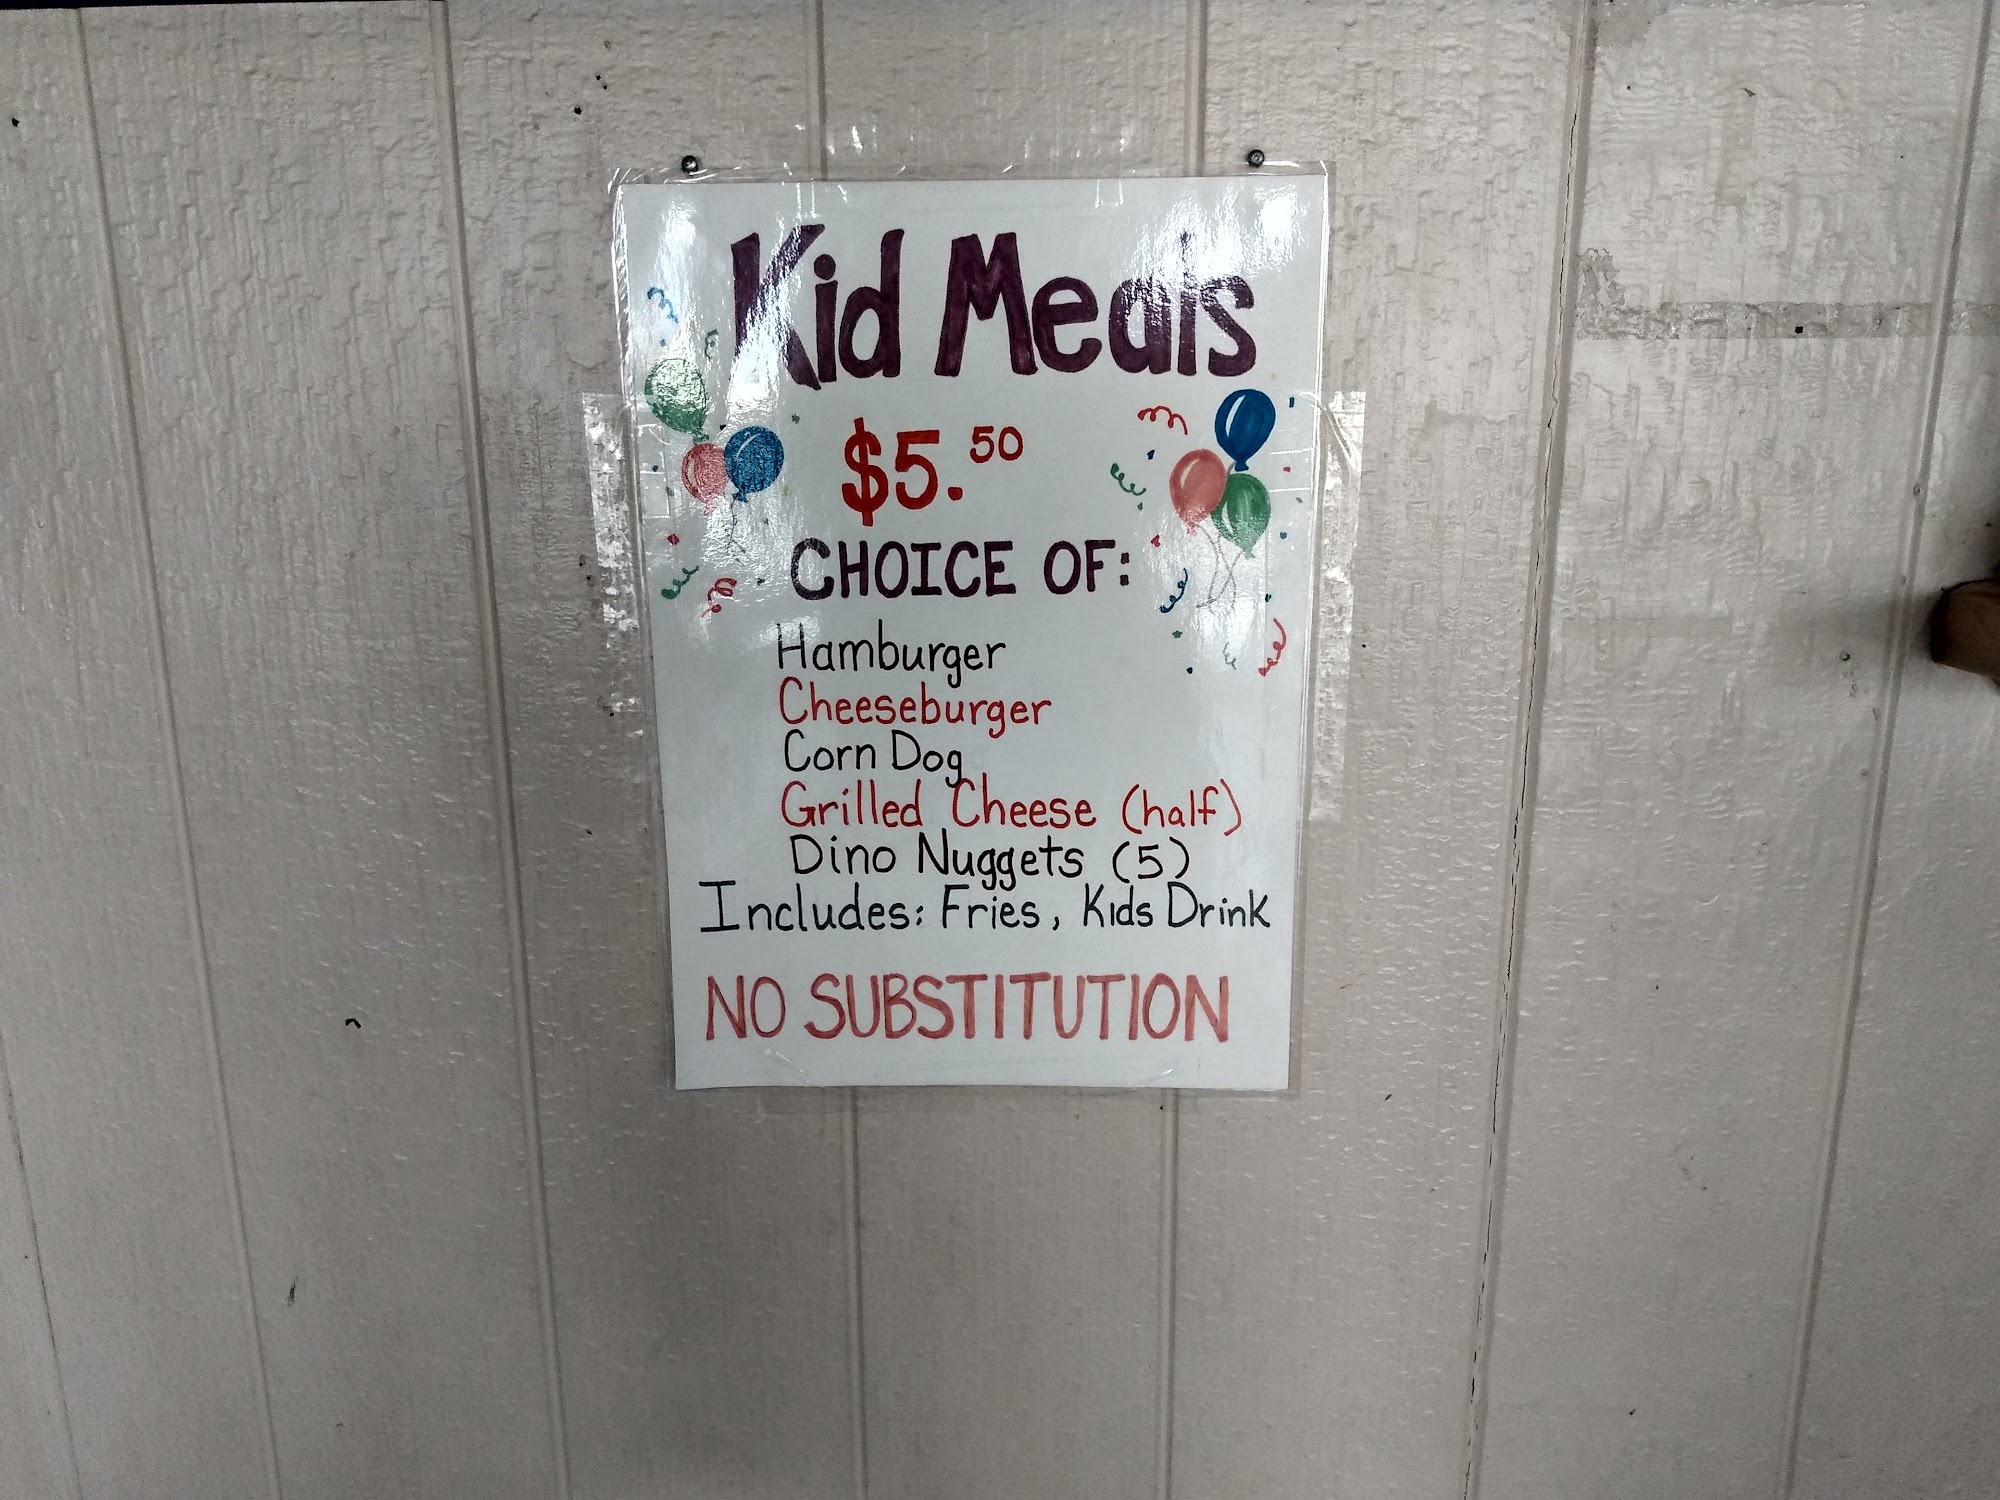 Kid Meals
$5.50
CHOICE OF:
Hamburger
Cheeseburger
Corn Dog
Grilled Cheese (half)
Dino Nuggets (5)
Includes: Fries, Kids Drink
NO SUBSTITUTION